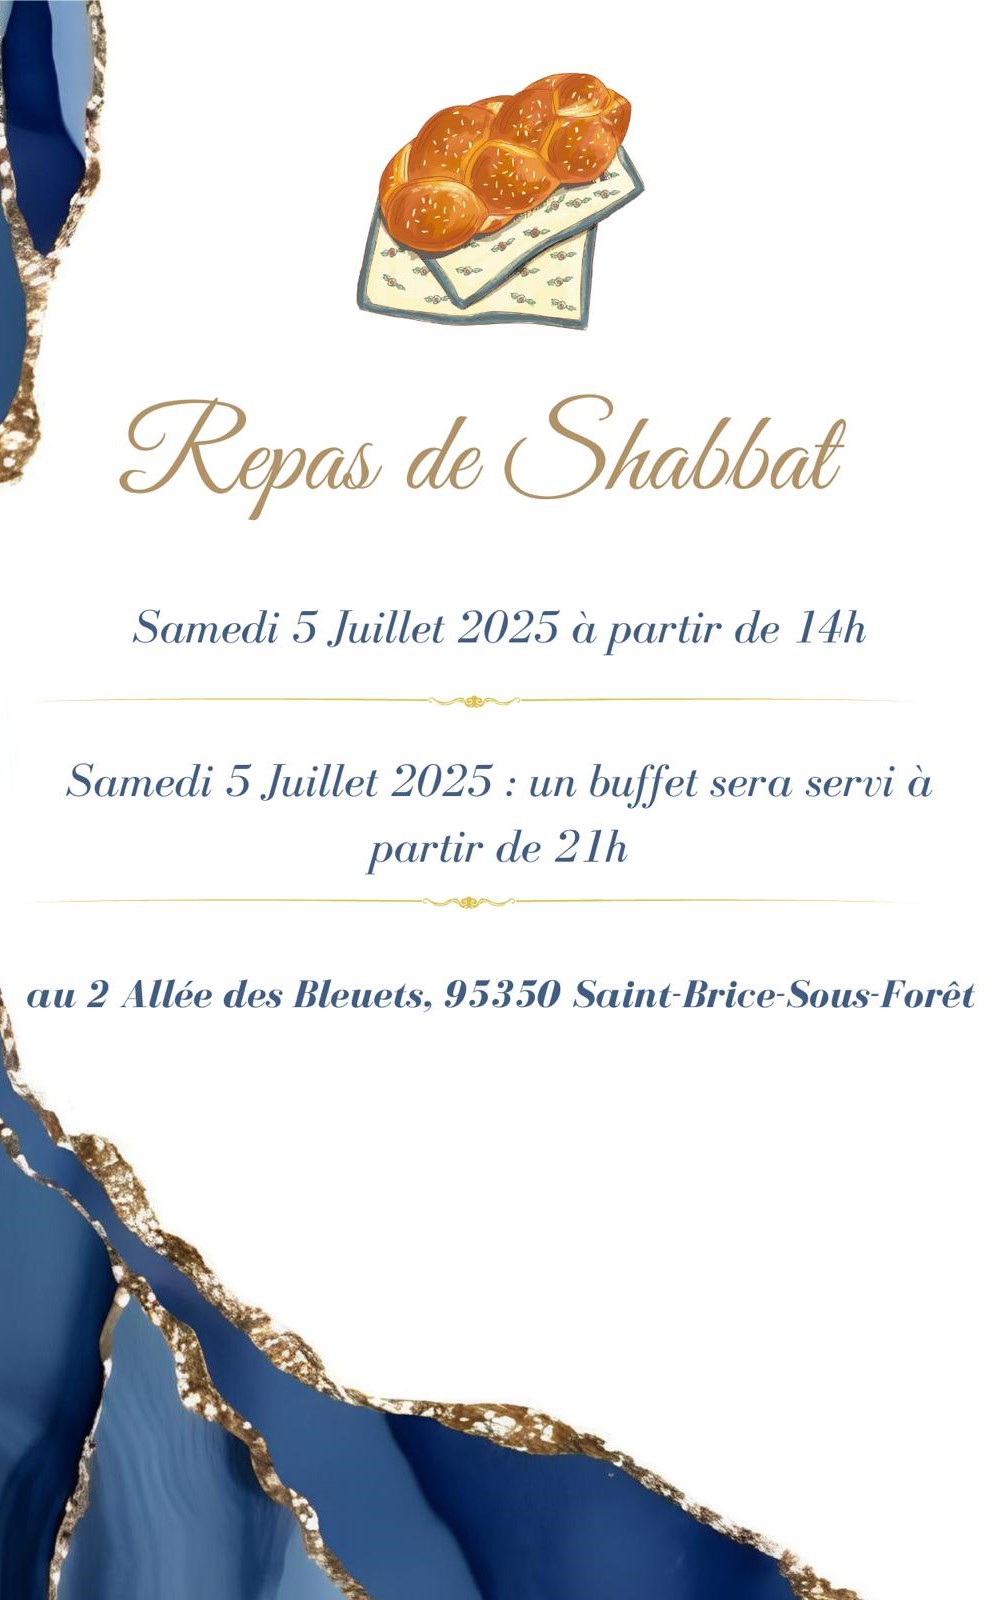 Repas de Shabbat
Samedi 5 Juillet 2025 à partir de 14h
Samedi 5 Juillet 2025 : un buffet sera servi à
partir de 21h
au 2 Allée des Bleuets, 95350 Saint-Brice-Sous-Forêt